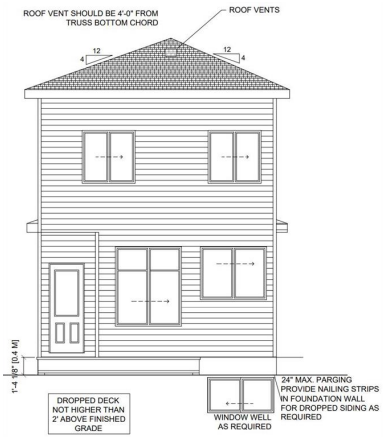 ROOF VENT SHOULD BE 4'-0" FROM
TRUSS BOTTOM CHORD
ROOF VENTS
12
4
12
4
1'-4 1/8" [0.4 M]
DROPPED DECK
NOT HIGHER THAN
2' ABOVE FINISHED
GRADE
WINDOW WELL
AS REQUIRED
24" MAX. PARGING
PROVIDE NAILING STRIPS
IN FOUNDATION WALL
FOR DROPPED SIDING AS
REQUIRED